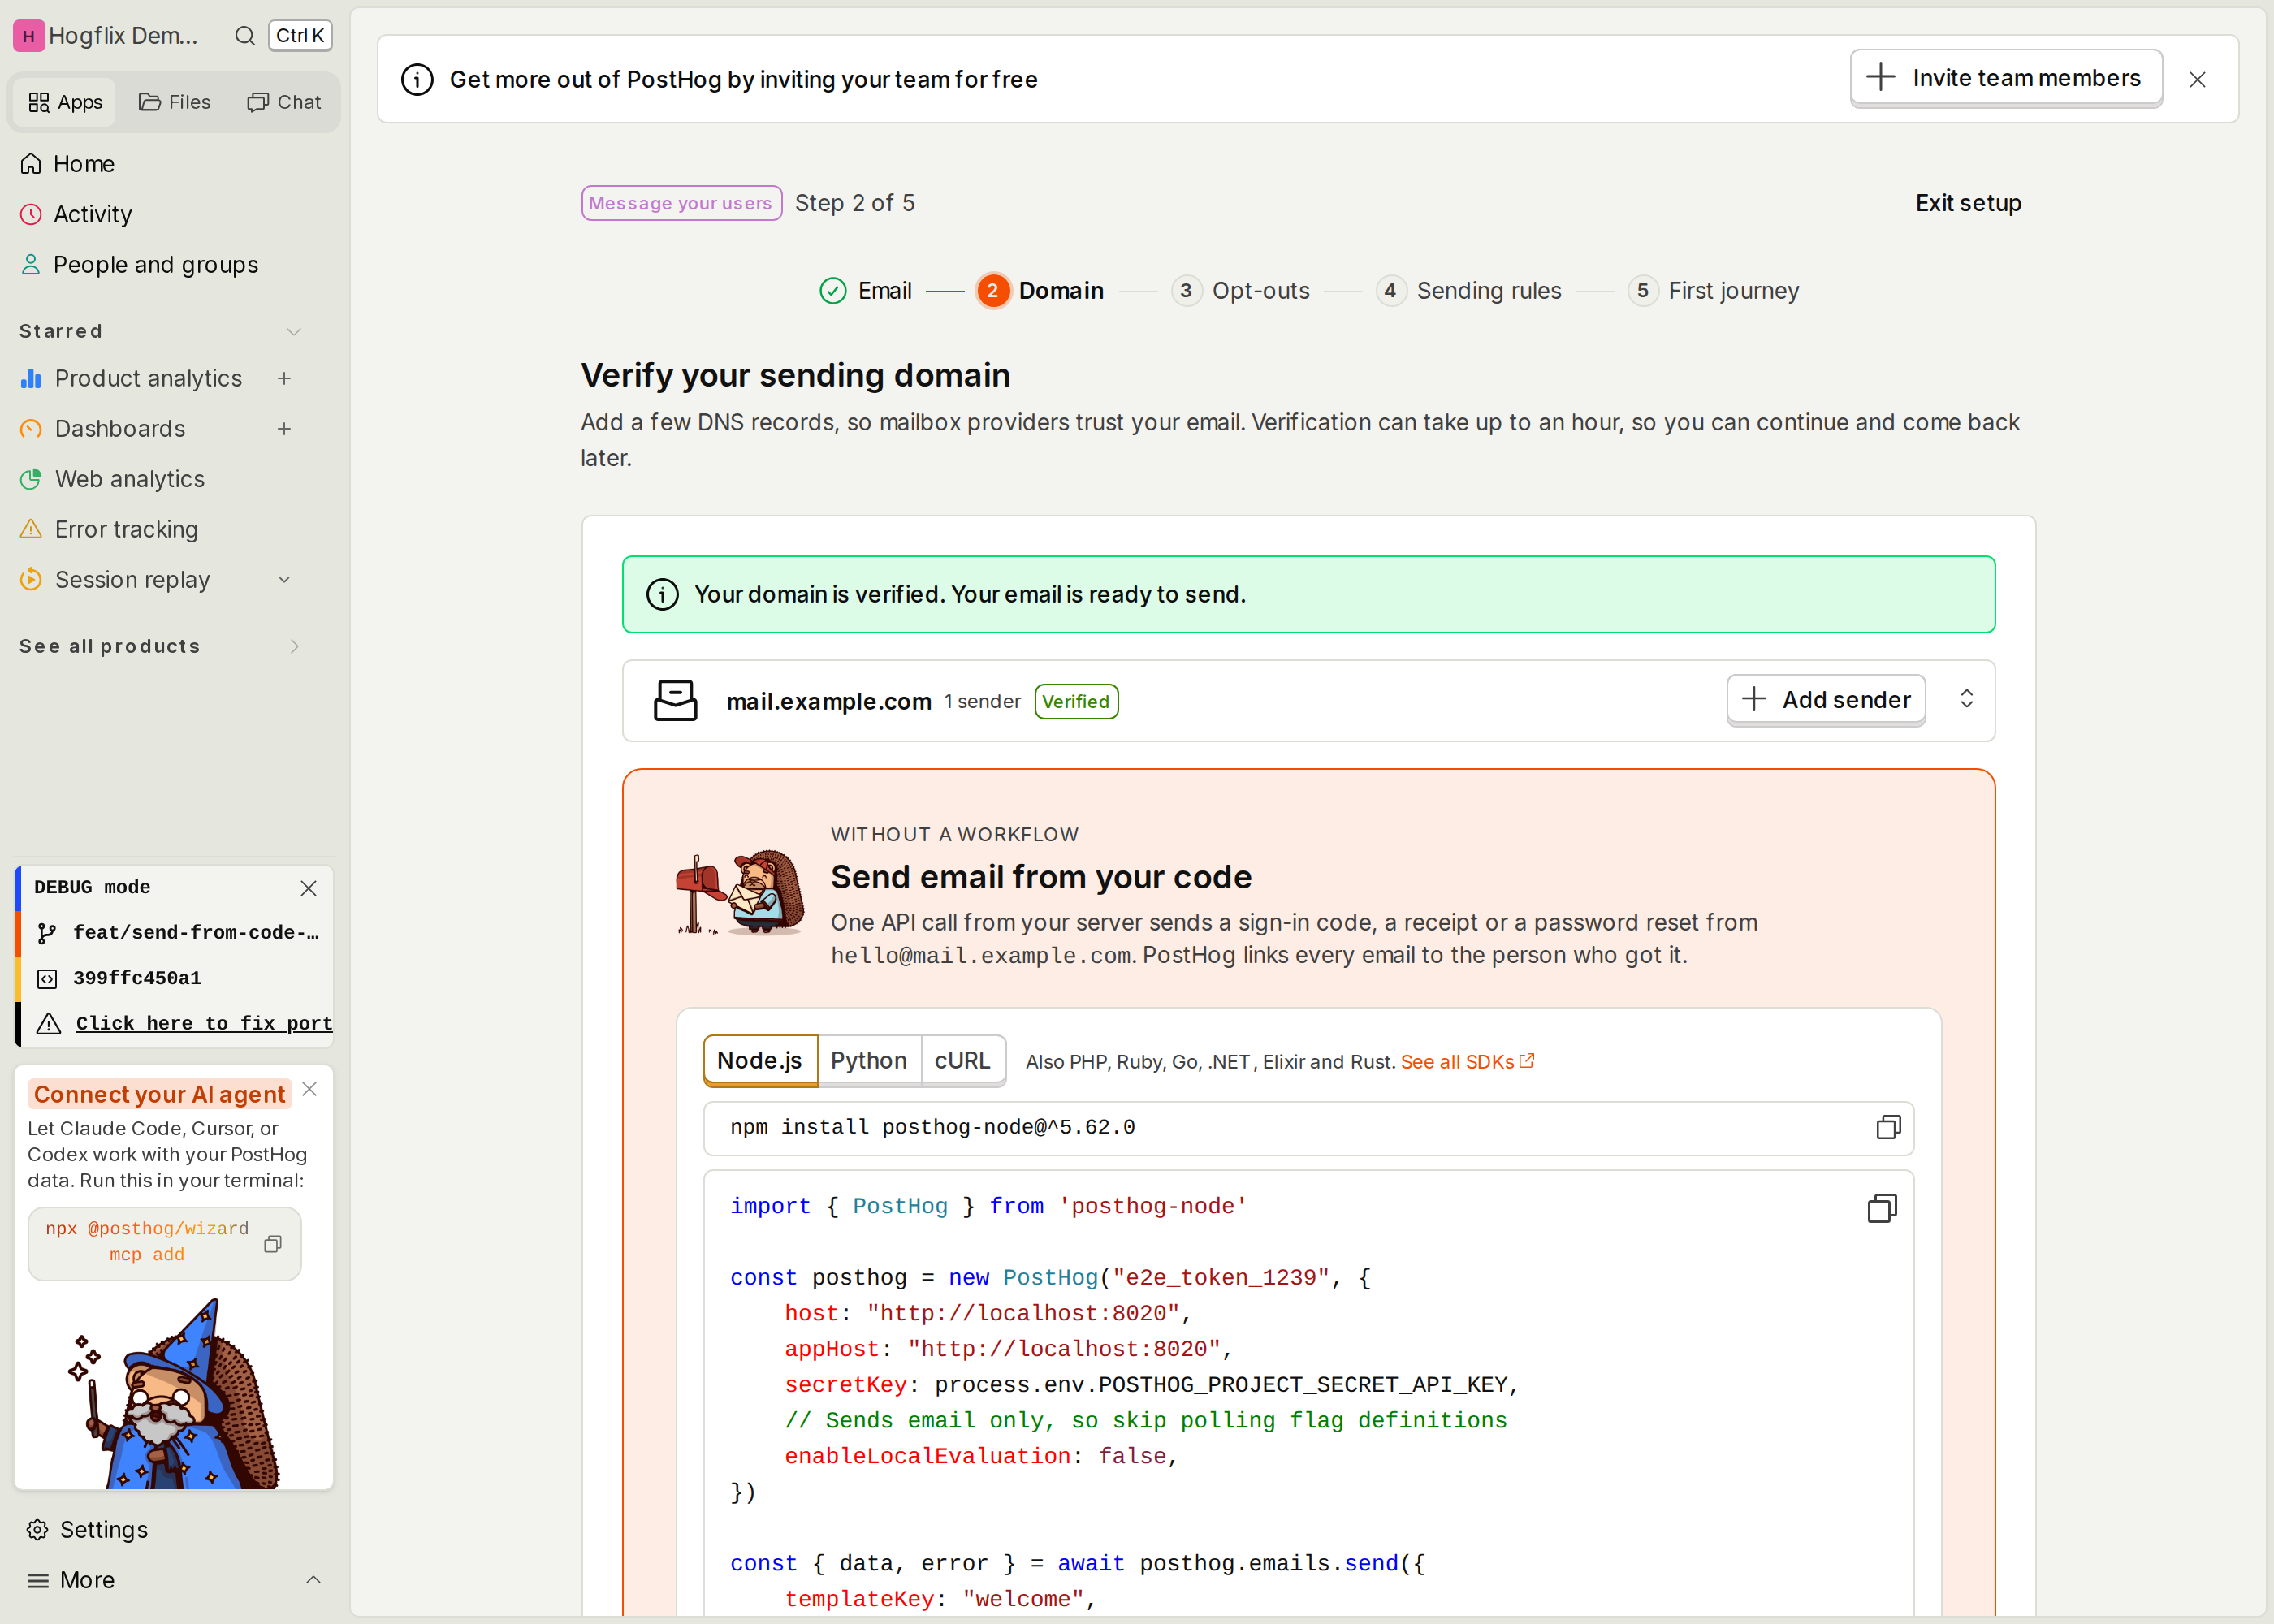 H Hogflix Dem... Ctrl K
Apps Files Chat
Home
Activity
People and groups
Starred
Product analytics
Dashboards
Web analytics
Error tracking
Session replay
See all products
DEBUG mode
feat/send-from-code-…
399ffc450a1
Click here to fix port
Connect your AI agent
Let Claude Code, Cursor, or
Codex work with your PostHog
data. Run this in your terminal:
npx @posthog/wizard
mcp add
Settings
More
Get more out of PostHog by inviting your team for free
Invite team members
Message your users Step 2 of 5
Exit setup
Email 2 Domain 3 Opt-outs 4 Sending rules 5 First journey
Verify your sending domain
Add a few DNS records, so mailbox providers trust your email. Verification can take up to an hour, so you can continue and come back
later.
Your domain is verified. Your email is ready to send.
mail.example.com 1 sender Verified
Add sender
WITHOUT A WORKFLOW
Send email from your code
One API call from your server sends a sign-in code, a receipt or a password reset from
hello@mail.example.com. PostHog links every email to the person who got it.
Node.js Python cURL Also PHP, Ruby, Go, .NET, Elixir and Rust. See all SDKs
npm install posthog-node@^5.62.0
import { PostHog } from 'posthog-node'
const posthog = new PostHog("e2e_token_1239", {
host: "http://localhost:8020",
appHost: "http://localhost:8020",
secretKey: process.env.POSTHOG_PROJECT_SECRET_API_KEY,
// Sends email only, so skip polling flag definitions
enableLocalEvaluation: false,
})
const { data, error } = await posthog.emails.send({
templateKey: "welcome",